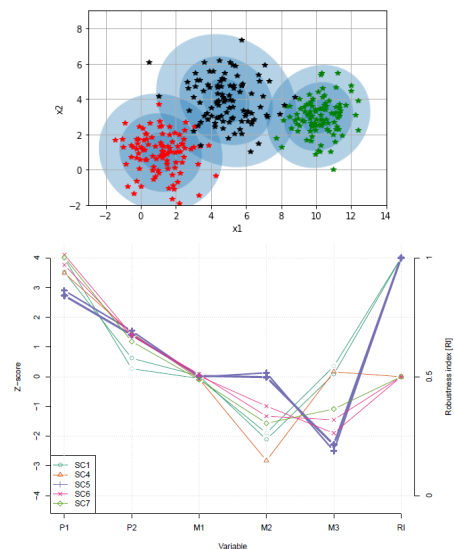 8
6
4
2
0
−2
x2
−2 0 2 4 6 8 10 12 14
x1
4
3
2
1
0
−1
−2
−3
−4
Z−score
1
0.5
0
Robustness index [RI]
SC1
SC4
SC5
SC6
SC7
P1 P2 M1 M2 M3 RI
Variable